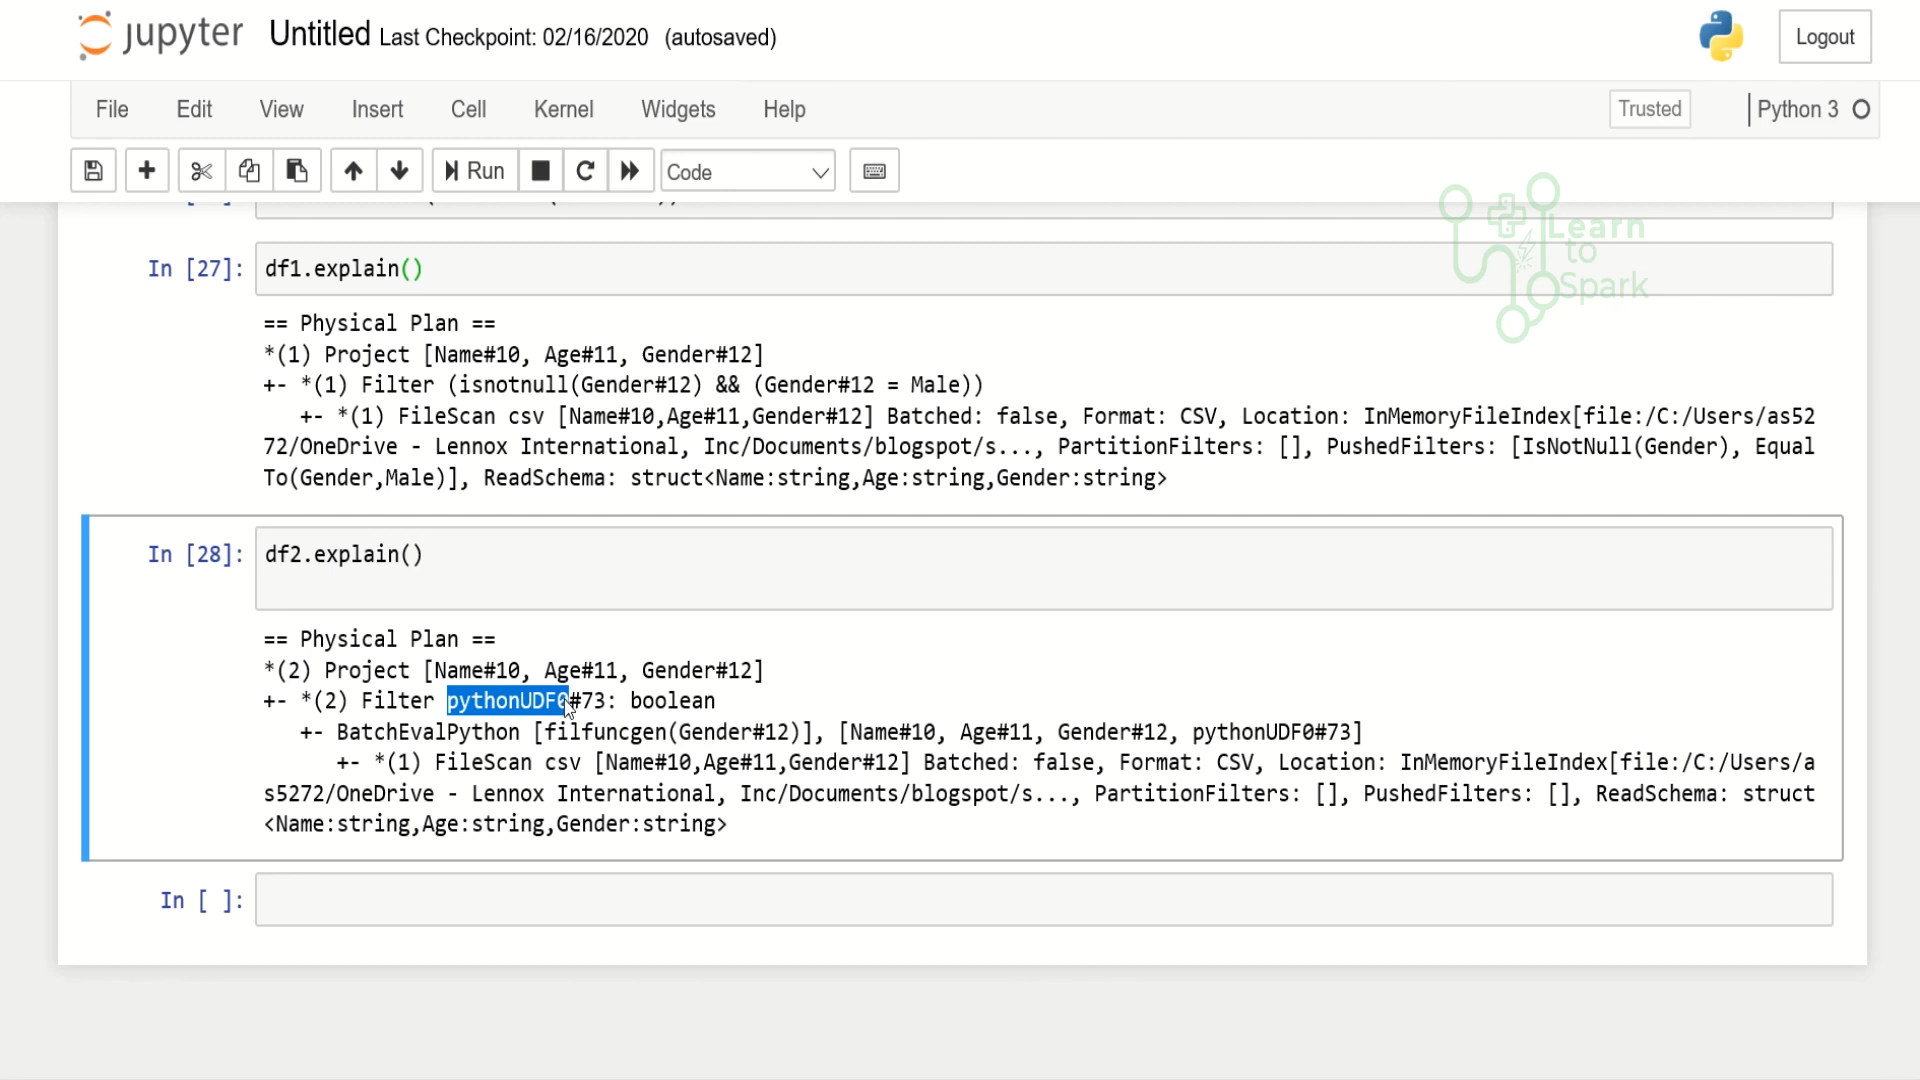 jupyter Untitled Last Checkpoint: 02/16/2020 (autosaved)
Logout
File Edit View Insert Cell Kernel Widgets Help
Trusted
Python 3
Run
Code
Learn
to
Spark
In [27]: df1.explain()
== Physical Plan ==
*(1) Project [Name#10, Age#11, Gender#12]
+- *(1) Filter (isnotnull(Gender#12) && (Gender#12 = Male))
+- *(1) FileScan csv [Name#10,Age#11,Gender#12] Batched: false, Format: CSV, Location: InMemoryFileIndex[file:/C:/Users/as52
72/OneDrive - Lennox International, Inc/Documents/blogspot/s..., PartitionFilters: [], PushedFilters: [IsNotNull(Gender), Equal
To(Gender,Male)], ReadSchema: struct<Name:string,Age:string,Gender:string>
In [28]: df2.explain()
== Physical Plan ==
*(2) Project [Name#10, Age#11, Gender#12]
+- *(2) Filter pythonUDF0#73: boolean
+- BatchEvalPython [filfuncgen(Gender#12)], [Name#10, Age#11, Gender#12, pythonUDF0#73]
+- *(1) FileScan csv [Name#10,Age#11,Gender#12] Batched: false, Format: CSV, Location: InMemoryFileIndex[file:/C:/Users/a
s5272/OneDrive - Lennox International, Inc/Documents/blogspot/s..., PartitionFilters: [], PushedFilters: [], ReadSchema: struct
<Name:string,Age:string,Gender:string>
In [ ]: